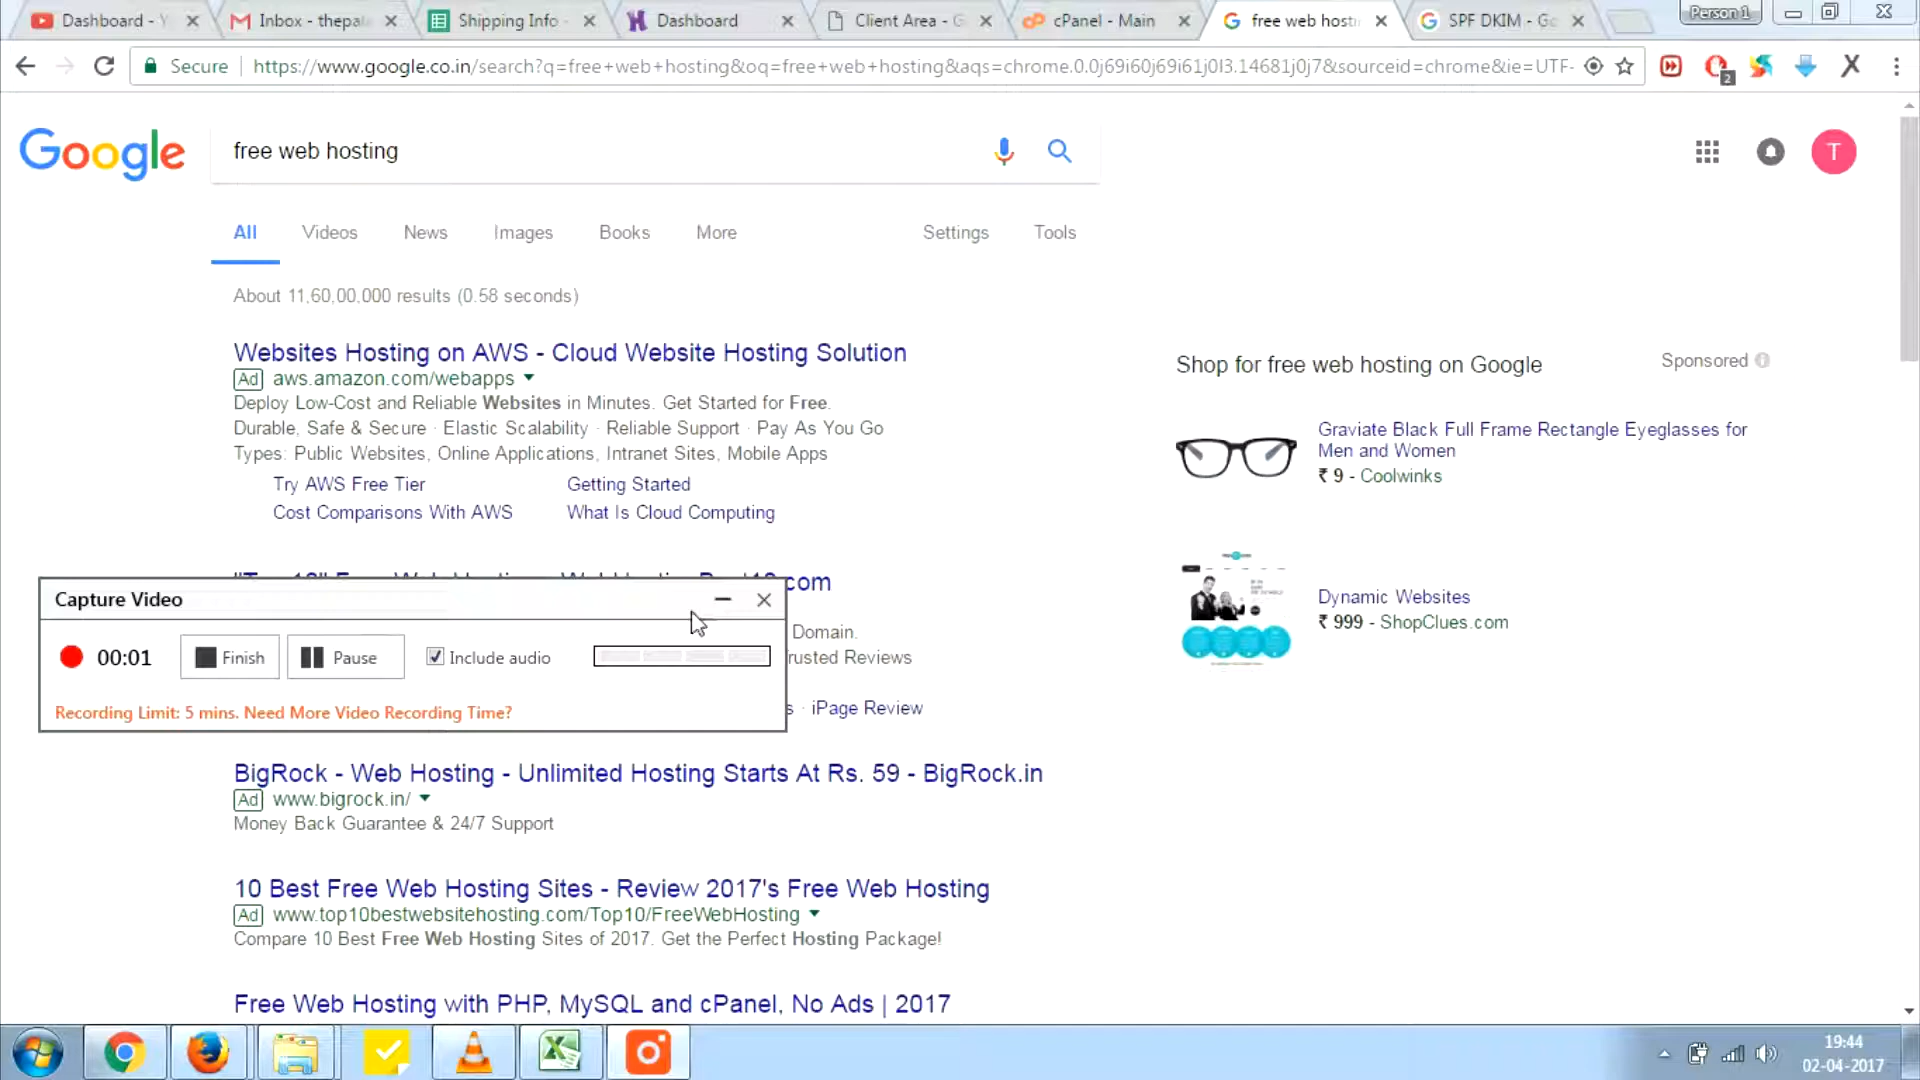 Dashboard - Y
Inbox - thepa
Shipping Info -
Dashboard
Client Area - G
cPanel - Main
free web hosti
SPF DKIM - Go
Person 1
Secure
https://www.google.co.in/search?q=free+web+hosting&oq=free+web+hosting&aqs=chrome.0.0j69i60j69i61j0l3.14681j0j7&sourceid=chrome&ie=UTF-
2
Google
free web hosting
T
All
Videos
News
Images
Books
More
Settings
Tools
About 11,60,00,000 results (0.58 seconds)
Websites Hosting on AWS - Cloud Website Hosting Solution
Ad aws.amazon.com/webapps
Deploy Low-Cost and Reliable Websites in Minutes. Get Started for Free.
Durable, Safe & Secure · Elastic Scalability · Reliable Support · Pay As You Go
Types: Public Websites, Online Applications, Intranet Sites, Mobile Apps
Try AWS Free Tier
Getting Started
Cost Comparisons With AWS
What Is Cloud Computing
Shop for free web hosting on Google
Sponsored
Graviate Black Full Frame Rectangle Eyeglasses for
Men and Women
₹ 9 - Coolwinks
Dynamic Websites
₹ 999 - ShopClues.com
.com
Domain.
rusted Reviews
s · iPage Review
Capture Video
00:01
Finish
Pause
Include audio
Recording Limit: 5 mins. Need More Video Recording Time?
BigRock - Web Hosting - Unlimited Hosting Starts At Rs. 59 - BigRock.in
Ad www.bigrock.in/
Money Back Guarantee & 24/7 Support
10 Best Free Web Hosting Sites - Review 2017's Free Web Hosting
Ad www.top10bestwebsitehosting.com/Top10/FreeWebHosting
Compare 10 Best Free Web Hosting Sites of 2017. Get the Perfect Hosting Package!
Free Web Hosting with PHP, MySQL and cPanel, No Ads | 2017
19:44
02-04-2017